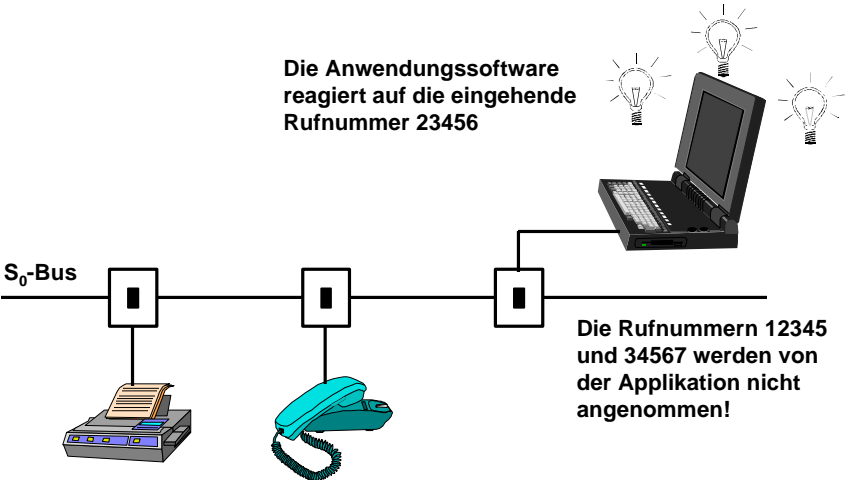 Die Anwendungssoftware
reagiert auf die eingehende
Rufnummer 23456
S₀-Bus
Die Rufnummern 12345
und 34567 werden von
der Applikation nicht
angenommen!